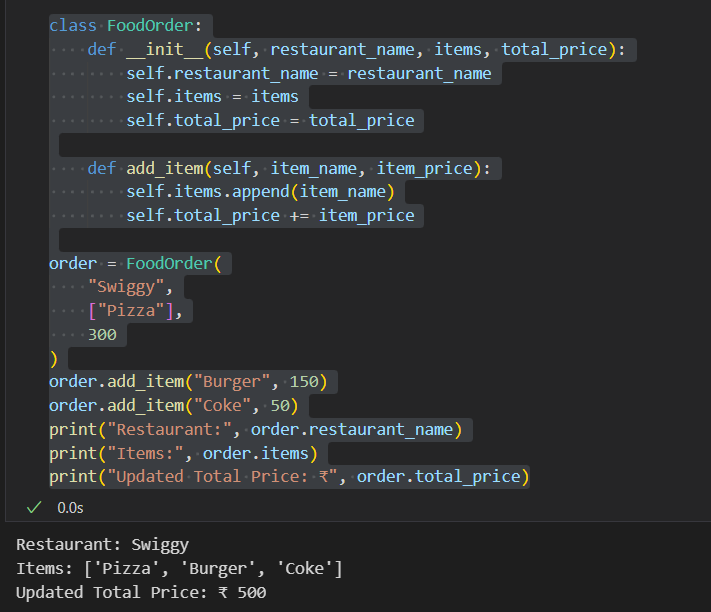 class FoodOrder:
    def __init__(self, restaurant_name, items, total_price):
        self.restaurant_name = restaurant_name
        self.items = items
        self.total_price = total_price

    def add_item(self, item_name, item_price):
        self.items.append(item_name)
        self.total_price += item_price

order = FoodOrder(
    "Swiggy",
    ["Pizza"],
    300
)
order.add_item("Burger", 150)
order.add_item("Coke", 50)
print("Restaurant:", order.restaurant_name)
print("Items:", order.items)
print("Updated Total Price: ₹", order.total_price)
0.0s
Restaurant: Swiggy
Items: ['Pizza', 'Burger', 'Coke']
Updated Total Price: ₹ 500